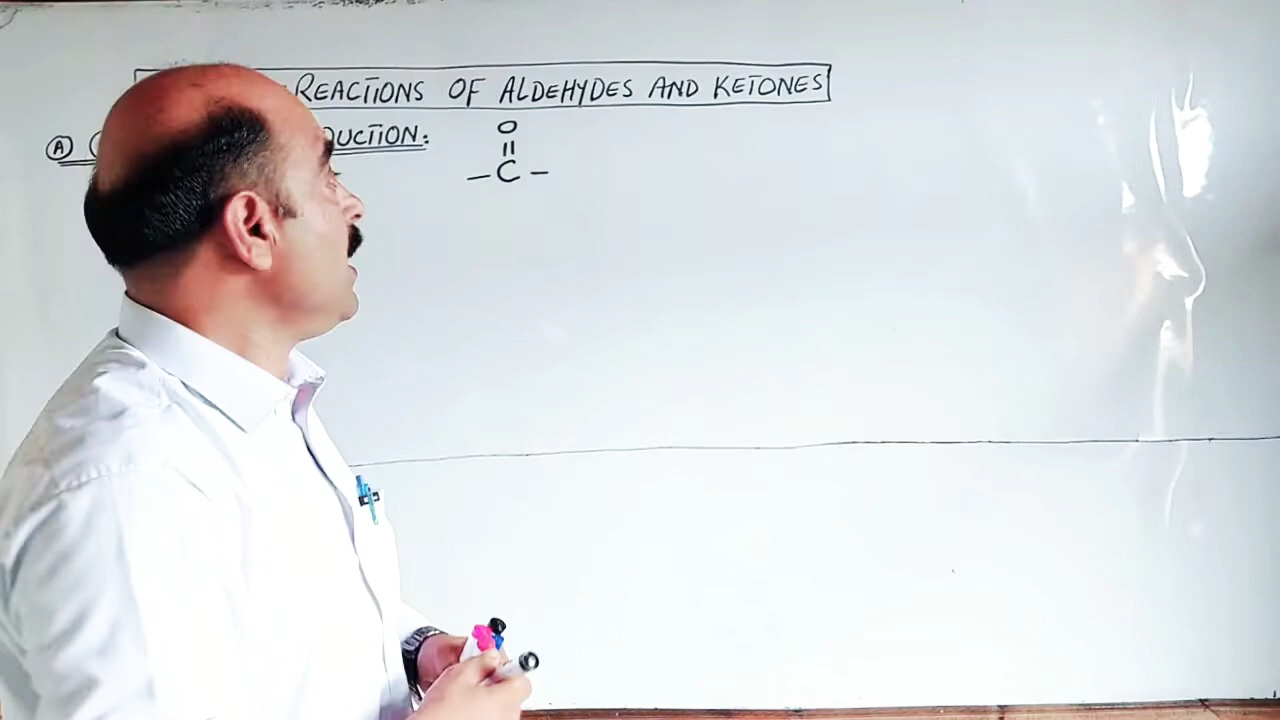 REACTIONS OF ALDEHYDES AND KETONES
A DUCTION:
O
||
-C-